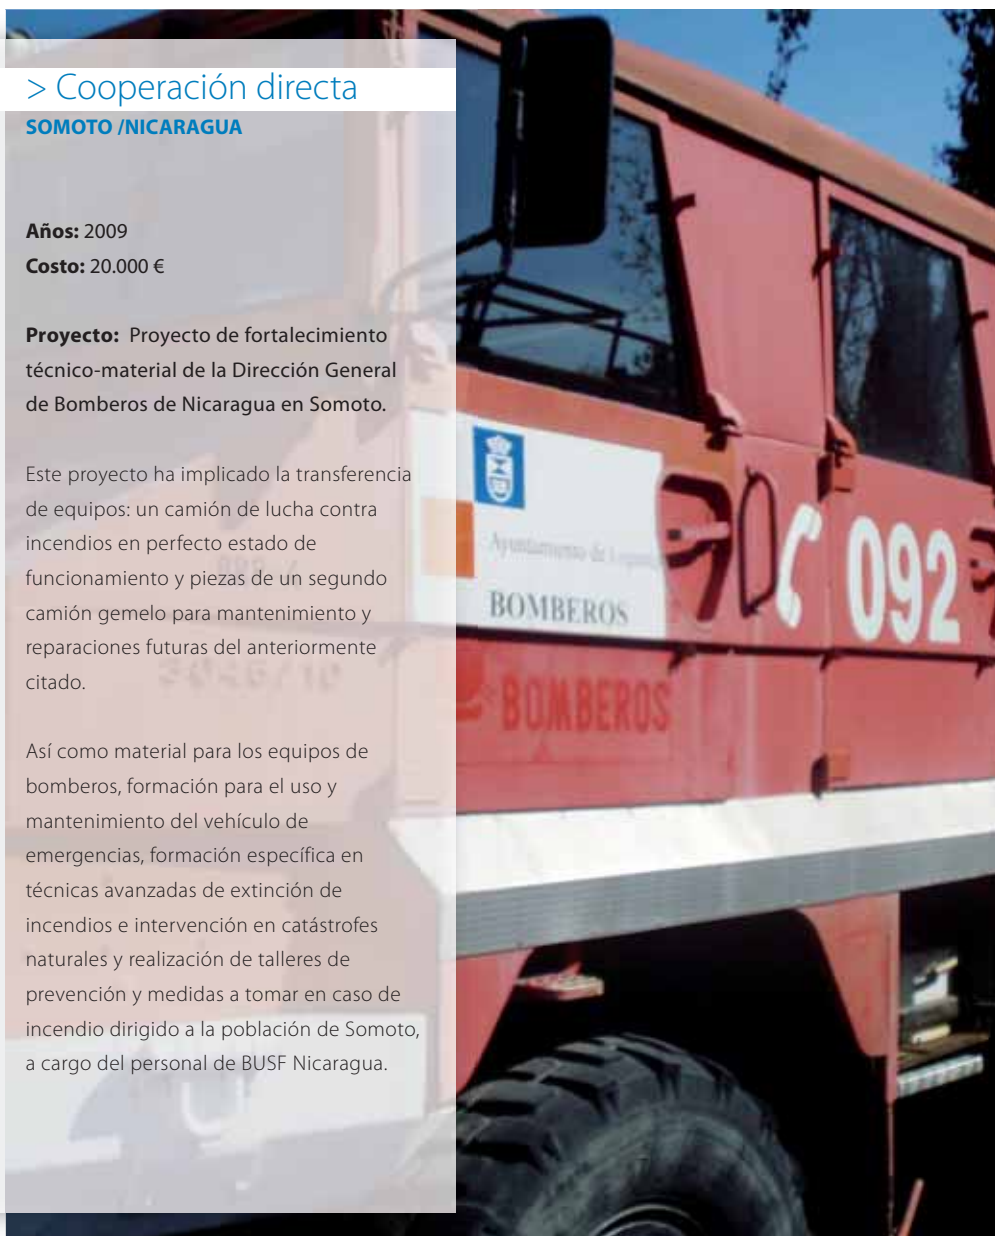 > Cooperación directa
SOMOTO /NICARAGUA
Años: 2009
Costo: 20.000 €
Proyecto: Proyecto de fortalecimiento
técnico-material de la Dirección General
de Bomberos de Nicaragua en Somoto.
Este proyecto ha implicado la transferencia
de equipos: un camión de lucha contra
incendios en perfecto estado de
funcionamiento y piezas de un segundo
camión gemelo para mantenimiento y
reparaciones futuras del anteriormente
citado.
Así como material para los equipos de
bomberos, formación para el uso y
mantenimiento del vehículo de
emergencias, formación específica en
técnicas avanzadas de extinción de
incendios e intervención en catástrofes
naturales y realización de talleres de
prevención y medidas a tomar en caso de
incendio dirigido a la población de Somoto,
a cargo del personal de BUSF Nicaragua.
Ayuntamiento de
BOMBEROS
092
BOMBEROS